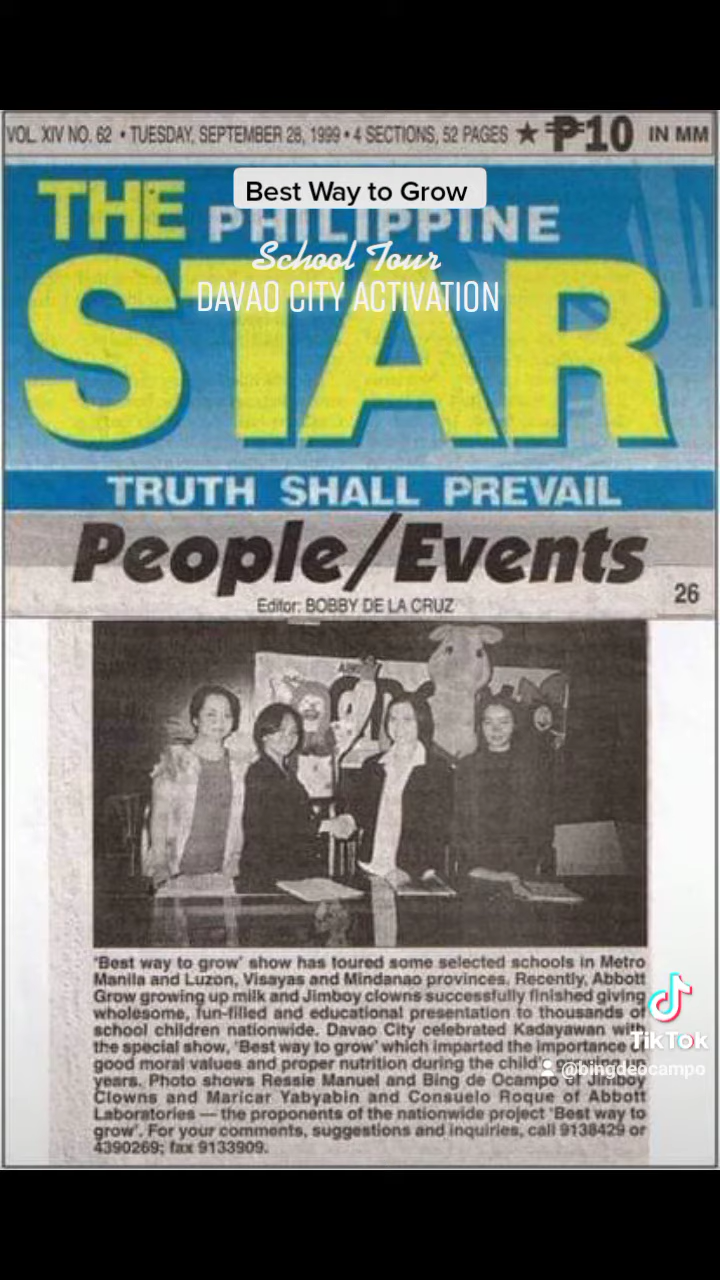 VOL. XIV NO. 62 • TUESDAY, SEPTEMBER 28, 1999 • 4 SECTIONS, 52 PAGES ★ ₱10 IN MM
Best Way to Grow
THE PHILIPPINE
School Tour
DAVAO CITY ACTIVATION
STAR
TRUTH SHALL PREVAIL
People/Events
26
Editor: BOBBY DE LA CRUZ
'Best way to grow' show has toured some selected schools in Metro
Manila and Luzon, Visayas and Mindanao provinces. Recently, Abbott
Grow growing up milk and Jimboy clowns successfully finished giving
wholesome, fun-filled and educational presentation to thousands of
school children nationwide. Davao City celebrated Kadayawan with
the special show, 'Best way to grow' which imparted the importance
good moral values and proper nutrition during the child's growing up
years. Photo shows Ressie Manuel and Bing de Ocampo of Jimboy
Clowns and Maricar Yabyabin and Consuelo Roque of Abbott
Laboratories — the proponents of the nationwide project 'Best way to
grow'. For your comments, suggestions and inquiries, call 9138429 or
4390269; fax 9133909.
TikTok
@bingdeocampo